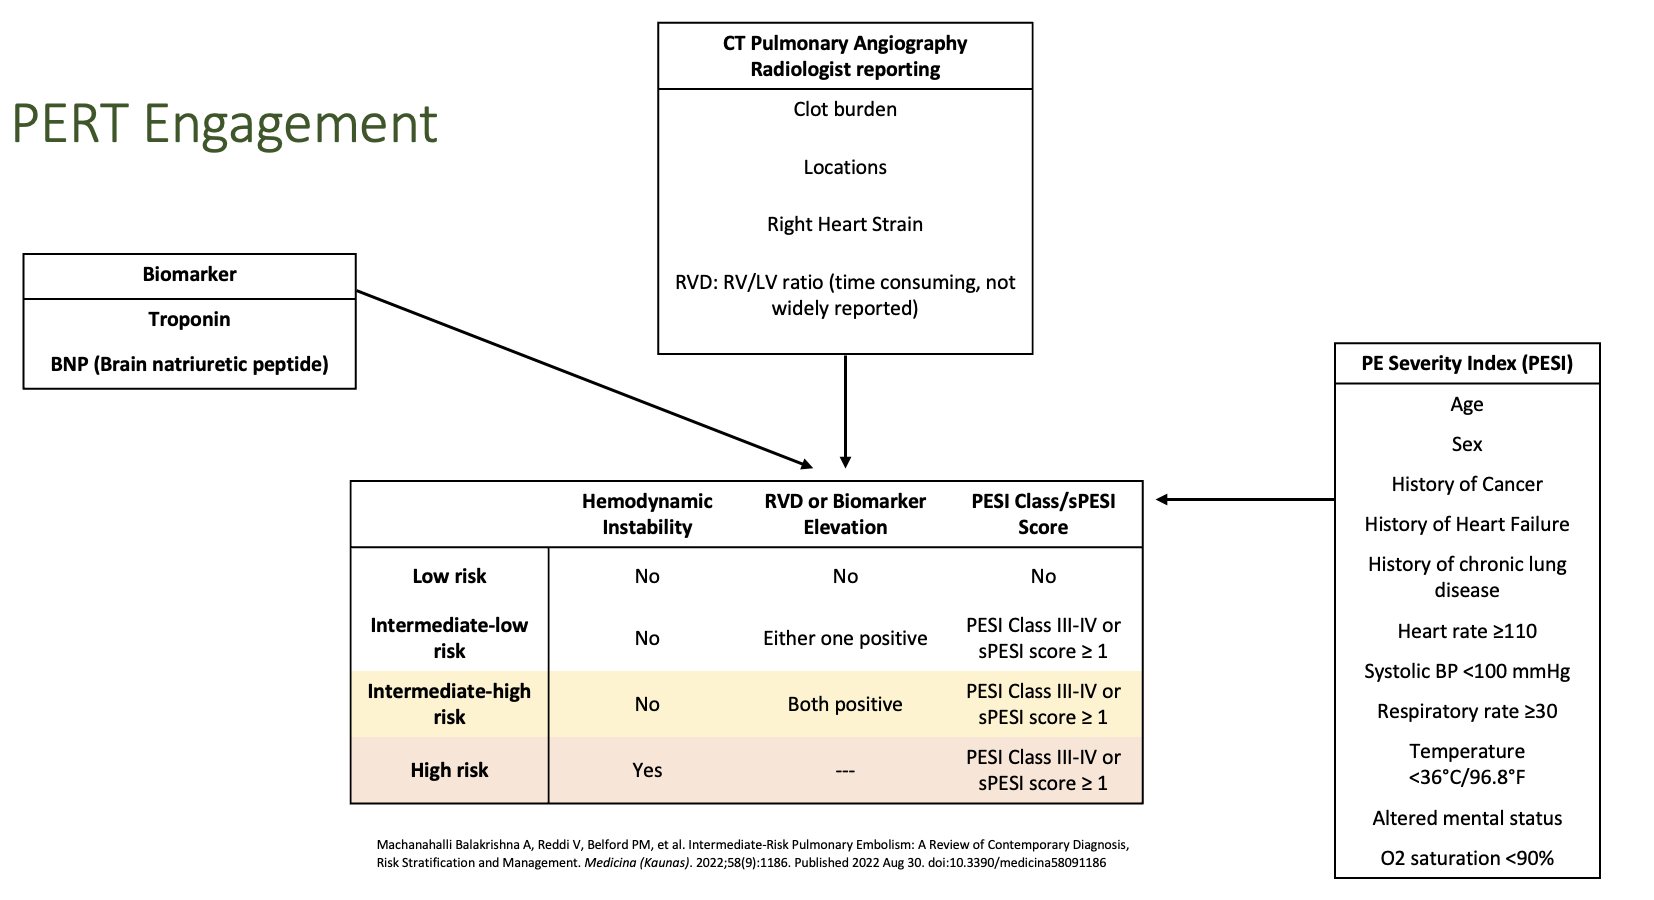 PERT Engagement
CT Pulmonary Angiography
Radiologist reporting
Clot burden
Locations
Right Heart Strain
RVD: RV/LV ratio (time consuming, not
widely reported)
Biomarker
Troponin
BNP (Brain natriuretic peptide)
PE Severity Index (PESI)
Age
Sex
History of Cancer
History of Heart Failure
History of chronic lung
disease
Heart rate ≥110
Systolic BP <100 mmHg
Respiratory rate ≥30
Temperature
<36°C/96.8°F
Altered mental status
O2 saturation <90%
Hemodynamic Instability RVD or Biomarker Elevation PESI Class/sPESI Score
Low risk No No No
Intermediate-low risk No Either one positive PESI Class III-IV or sPESI score ≥ 1
Intermediate-high risk No Both positive PESI Class III-IV or sPESI score ≥ 1
High risk Yes --- PESI Class III-IV or sPESI score ≥ 1
Machanahalli Balakrishna A, Reddi V, Belford PM, et al. Intermediate-Risk Pulmonary Embolism: A Review of Contemporary Diagnosis,
Risk Stratification and Management. Medicina (Kaunas). 2022;58(9):1186. Published 2022 Aug 30. doi:10.3390/medicina58091186